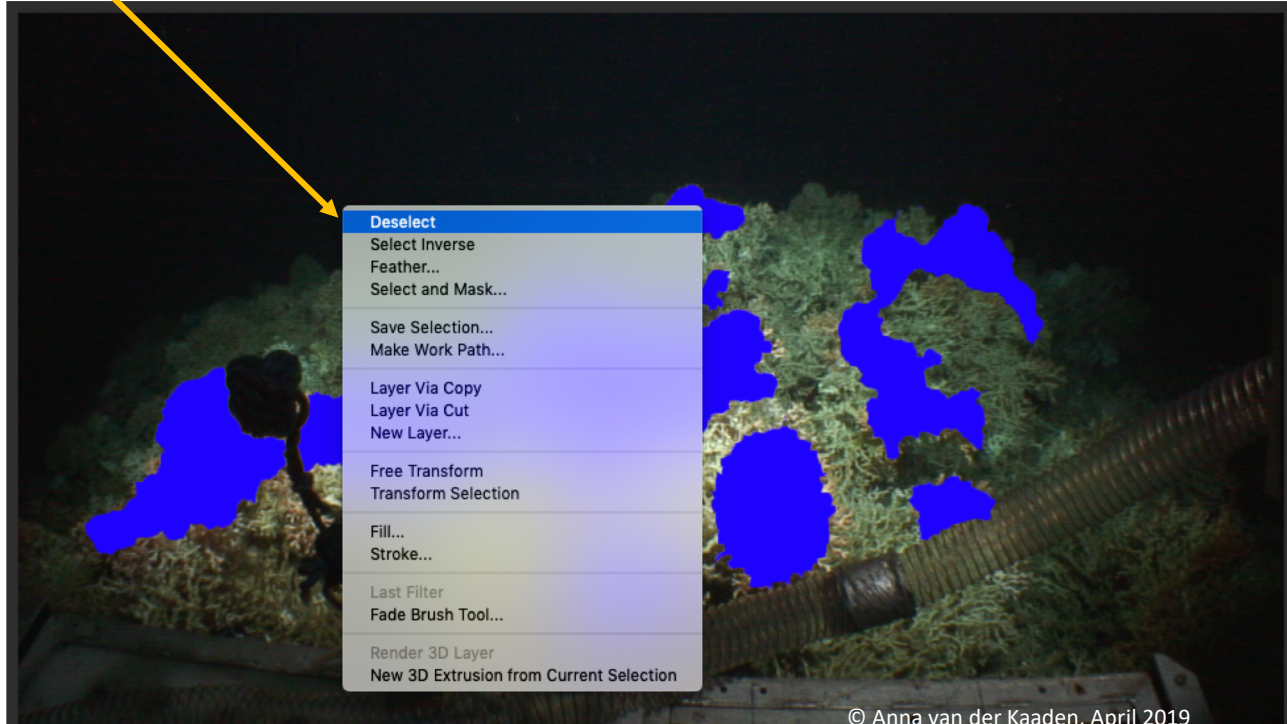 Deselect
Select Inverse
Feather...
Select and Mask...
Save Selection...
Make Work Path...
Layer Via Copy
Layer Via Cut
New Layer...
Free Transform
Transform Selection
Fill...
Stroke...
Last Filter
Fade Brush Tool...
Render 3D Layer
New 3D Extrusion from Current Selection
© Anna van der Kaaden, April 2019